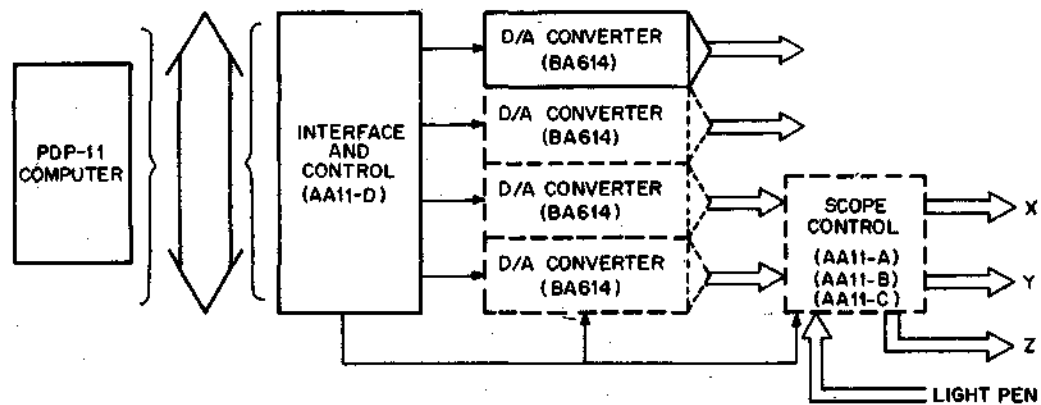 PDP-11
COMPUTER
INTERFACE
AND
CONTROL
(AA11-D)
D/A CONVERTER
(BA614)
D/A CONVERTER
(BA614)
D/A CONVERTER
(BA614)
D/A CONVERTER
(BA614)
SCOPE
CONTROL
(AA11-A)
(AA11-B)
(AA11-C)
X
Y
Z
LIGHT PEN